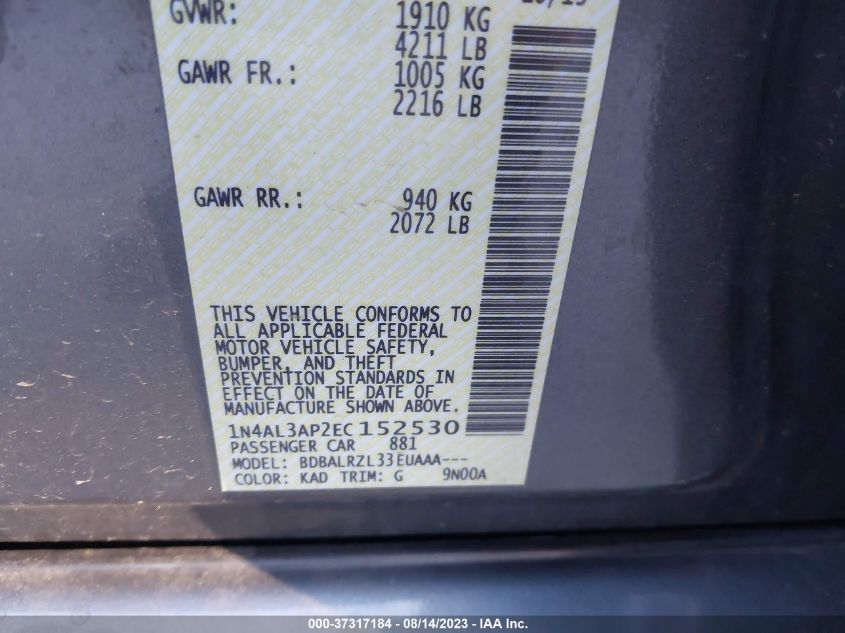 GVWR: 1910 KG
4211 LB
GAWR FR.: 1005 KG
2216 LB
GAWR RR.: 940 KG
2072 LB
THIS VEHICLE CONFORMS TO
ALL APPLICABLE FEDERAL
MOTOR VEHICLE SAFETY,
BUMPER, AND THEFT
PREVENTION STANDARDS IN
EFFECT ON THE DATE OF
MANUFACTURE SHOWN ABOVE.
1N4AL3AP2EC152530
PASSENGER CAR 881
MODEL: BDBALRZL33EUAAA---
COLOR: KAD TRIM: G 9N00A
000-37317184 - 08/14/2023 - IAA Inc.